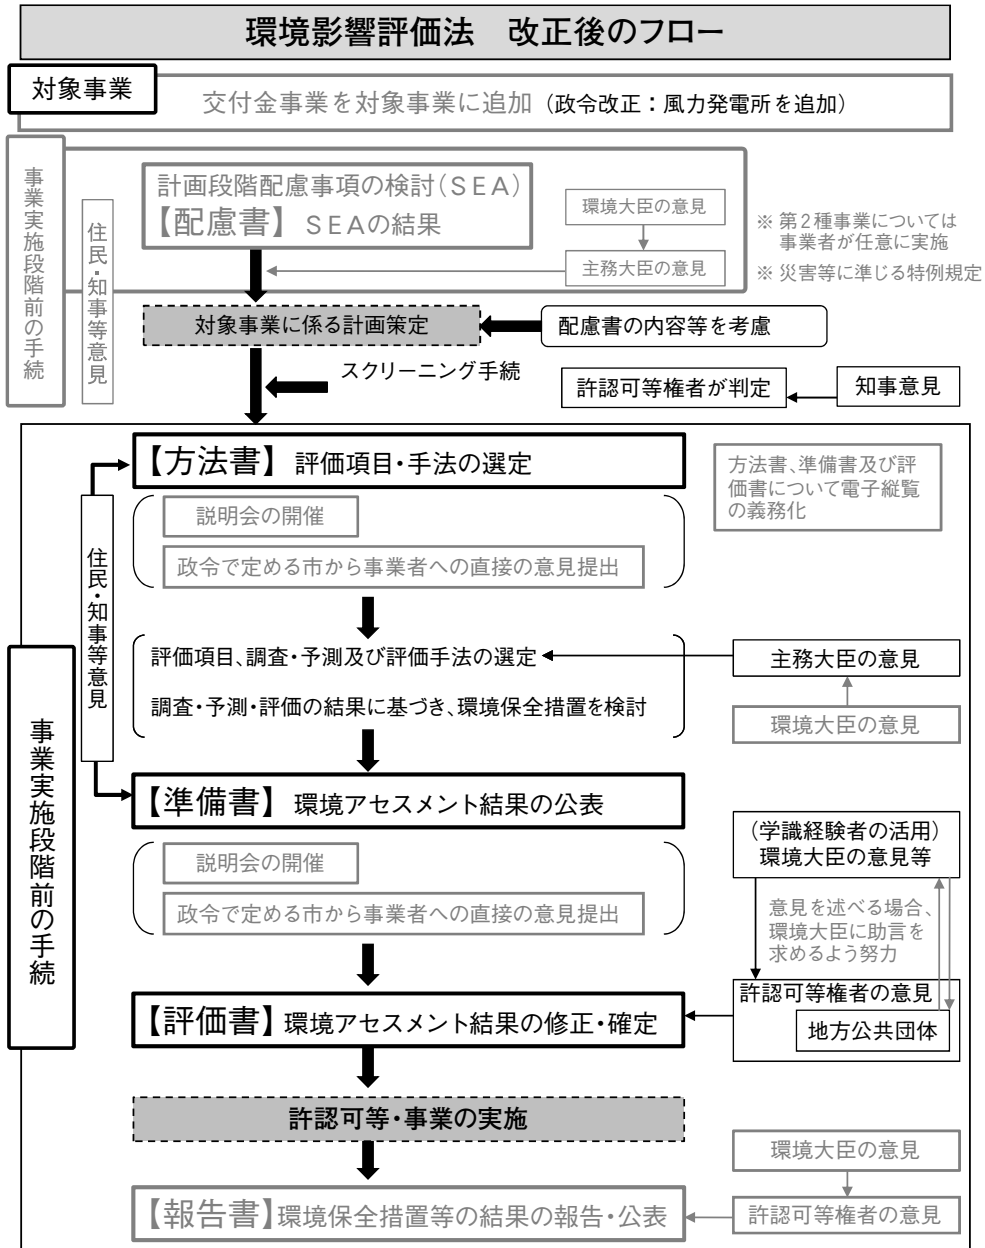 環境影響評価法　改正後のフロー
対象事業
交付金事業を対象事業に追加（政令改正：風力発電所を追加）
事業実施段階前の手続
住民・知事等意見
計画段階配慮事項の検討（ＳＥＡ）
【配慮書】ＳＥＡの結果
環境大臣の意見
主務大臣の意見
※ 第２種事業については
事業者が任意に実施
※ 災害等に準じる特例規定
対象事業に係る計画策定
配慮書の内容等を考慮
スクリーニング手続
許認可等権者が判定
知事意見
事業実施段階前の手続
住民・知事等意見
【方法書】評価項目・手法の選定
方法書、準備書及び評
価書について電子縦覧
の義務化
説明会の開催
政令で定める市から事業者への直接の意見提出
評価項目、調査・予測及び評価手法の選定
主務大臣の意見
調査・予測・評価の結果に基づき、環境保全措置を検討
環境大臣の意見
【準備書】環境アセスメント結果の公表
（学識経験者の活用）
環境大臣の意見等
説明会の開催
政令で定める市から事業者への直接の意見提出
意見を述べる場合、
環境大臣に助言を
求めるよう努力
許認可等権者の意見
地方公共団体
【評価書】環境アセスメント結果の修正・確定
許認可等・事業の実施
環境大臣の意見
【報告書】環境保全措置等の結果の報告・公表
許認可等権者の意見